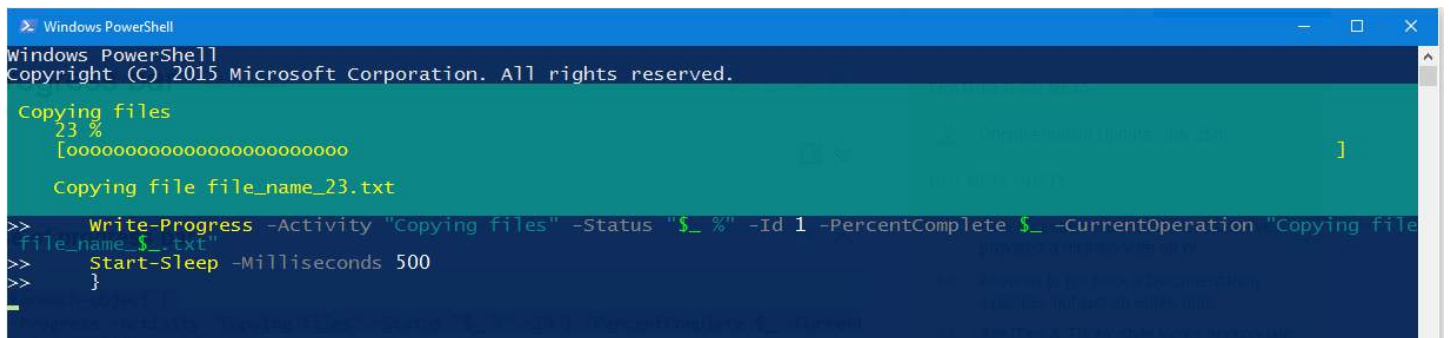 Windows PowerShell
Windows PowerShell
Copyright (C) 2015 Microsoft Corporation. All rights reserved.
Copying files
23 %
[oooooooooooooooooooooooo ]
Copying file file_name_23.txt
>> Write-Progress -Activity "Copying files" -Status "$_ %" -Id 1 -PercentComplete $_ -CurrentOperation "Copying file
file_name_$_.txt"
>> Start-Sleep -Milliseconds 500
>> }